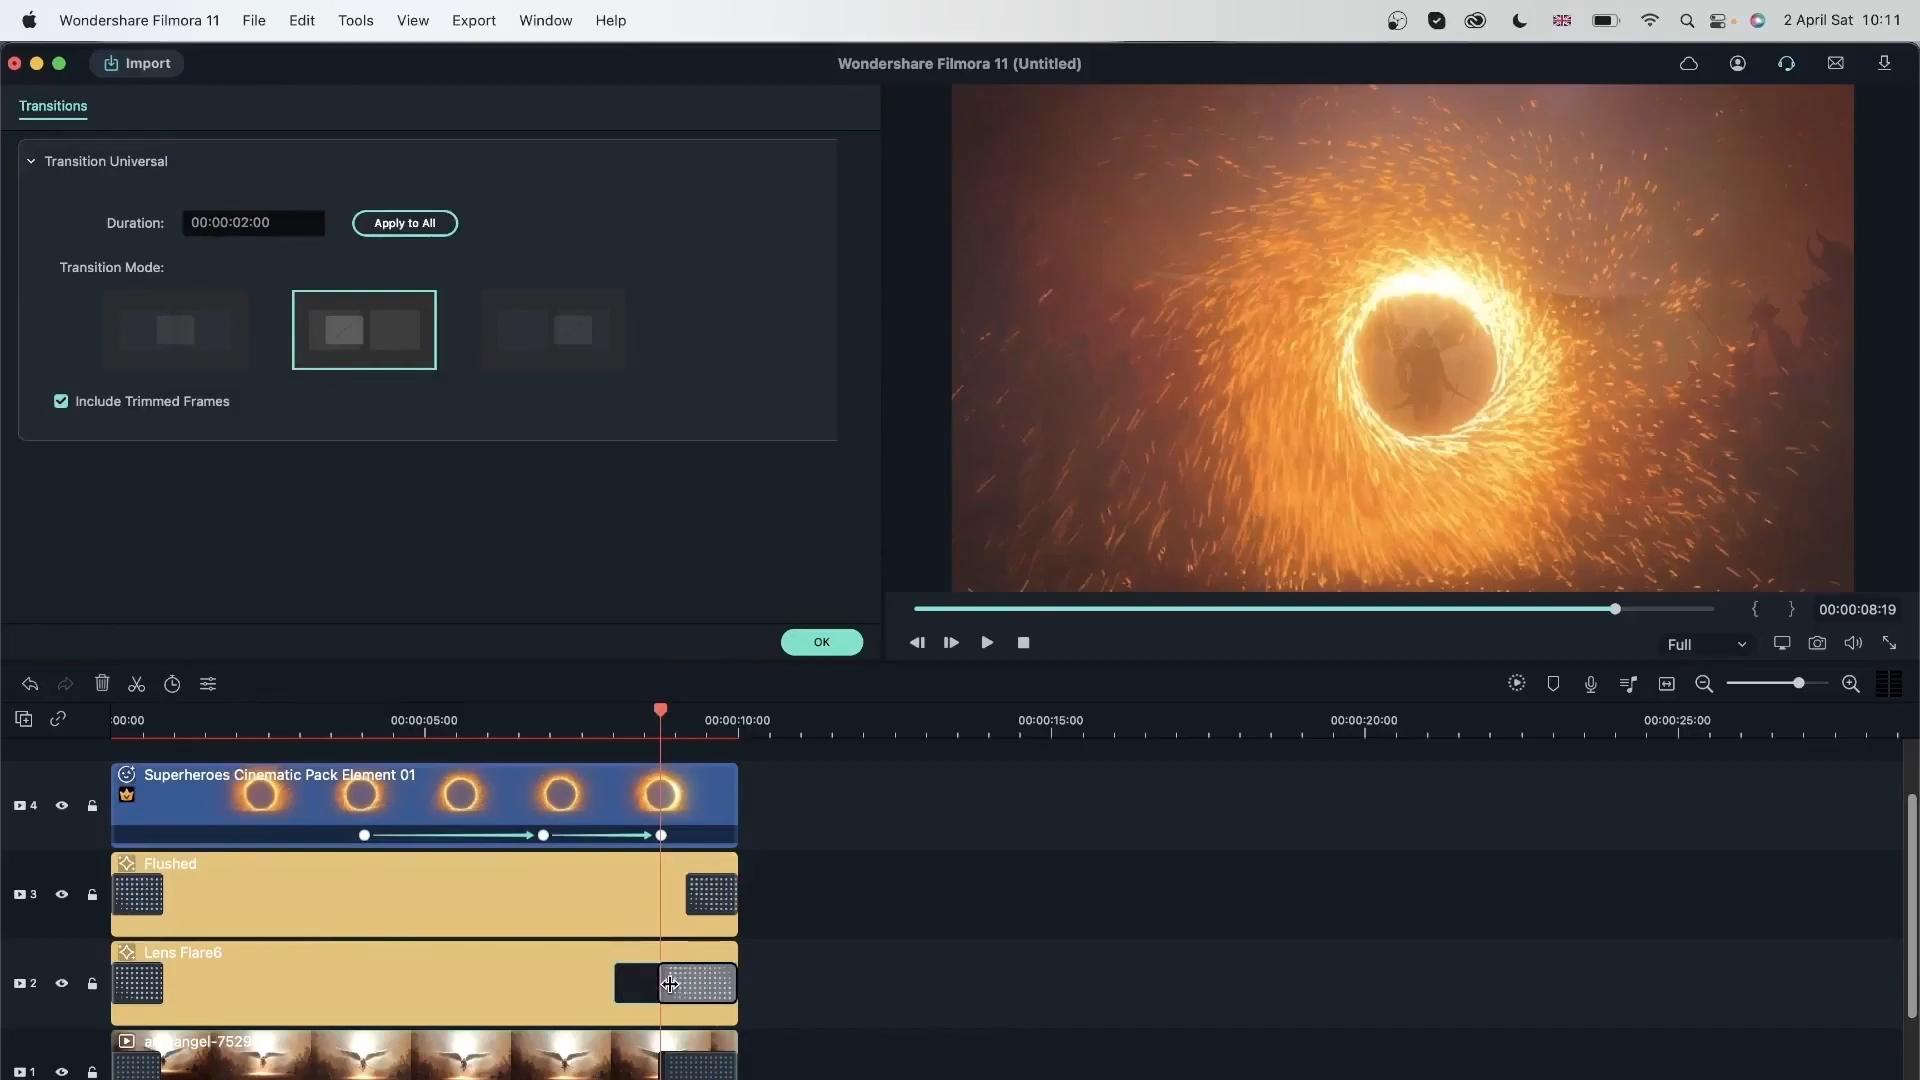 Wondershare Filmora 11 File Edit Tools View Export Window Help 2 April Sat 10:11
Import Wondershare Filmora 11 (Untitled)
Transitions
Transition Universal
Duration: 00:00:02:00 Apply to All
Transition Mode:
Include Trimmed Frames
OK
00:00:08:19
Full
:00:00 00:00:05:00 00:00:10:00 00:00:15:00 00:00:20:00 00:00:25:00
4 Superheroes Cinematic Pack Element 01
3 Flushed
2 Lens Flare6
1